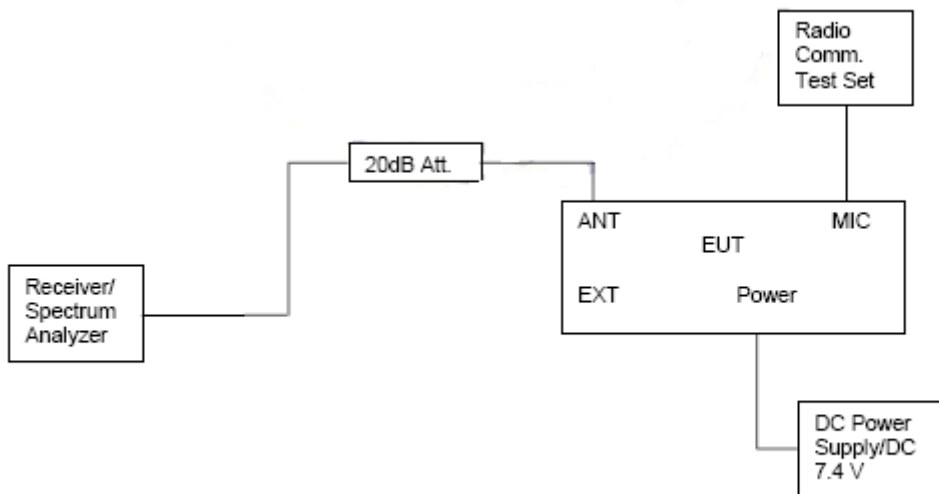 Radio
Comm.
Test Set
20dB Att.
ANT
MIC
EUT
EXT
Power
Receiver/
Spectrum
Analyzer
DC Power
Supply/DC
7.4 V